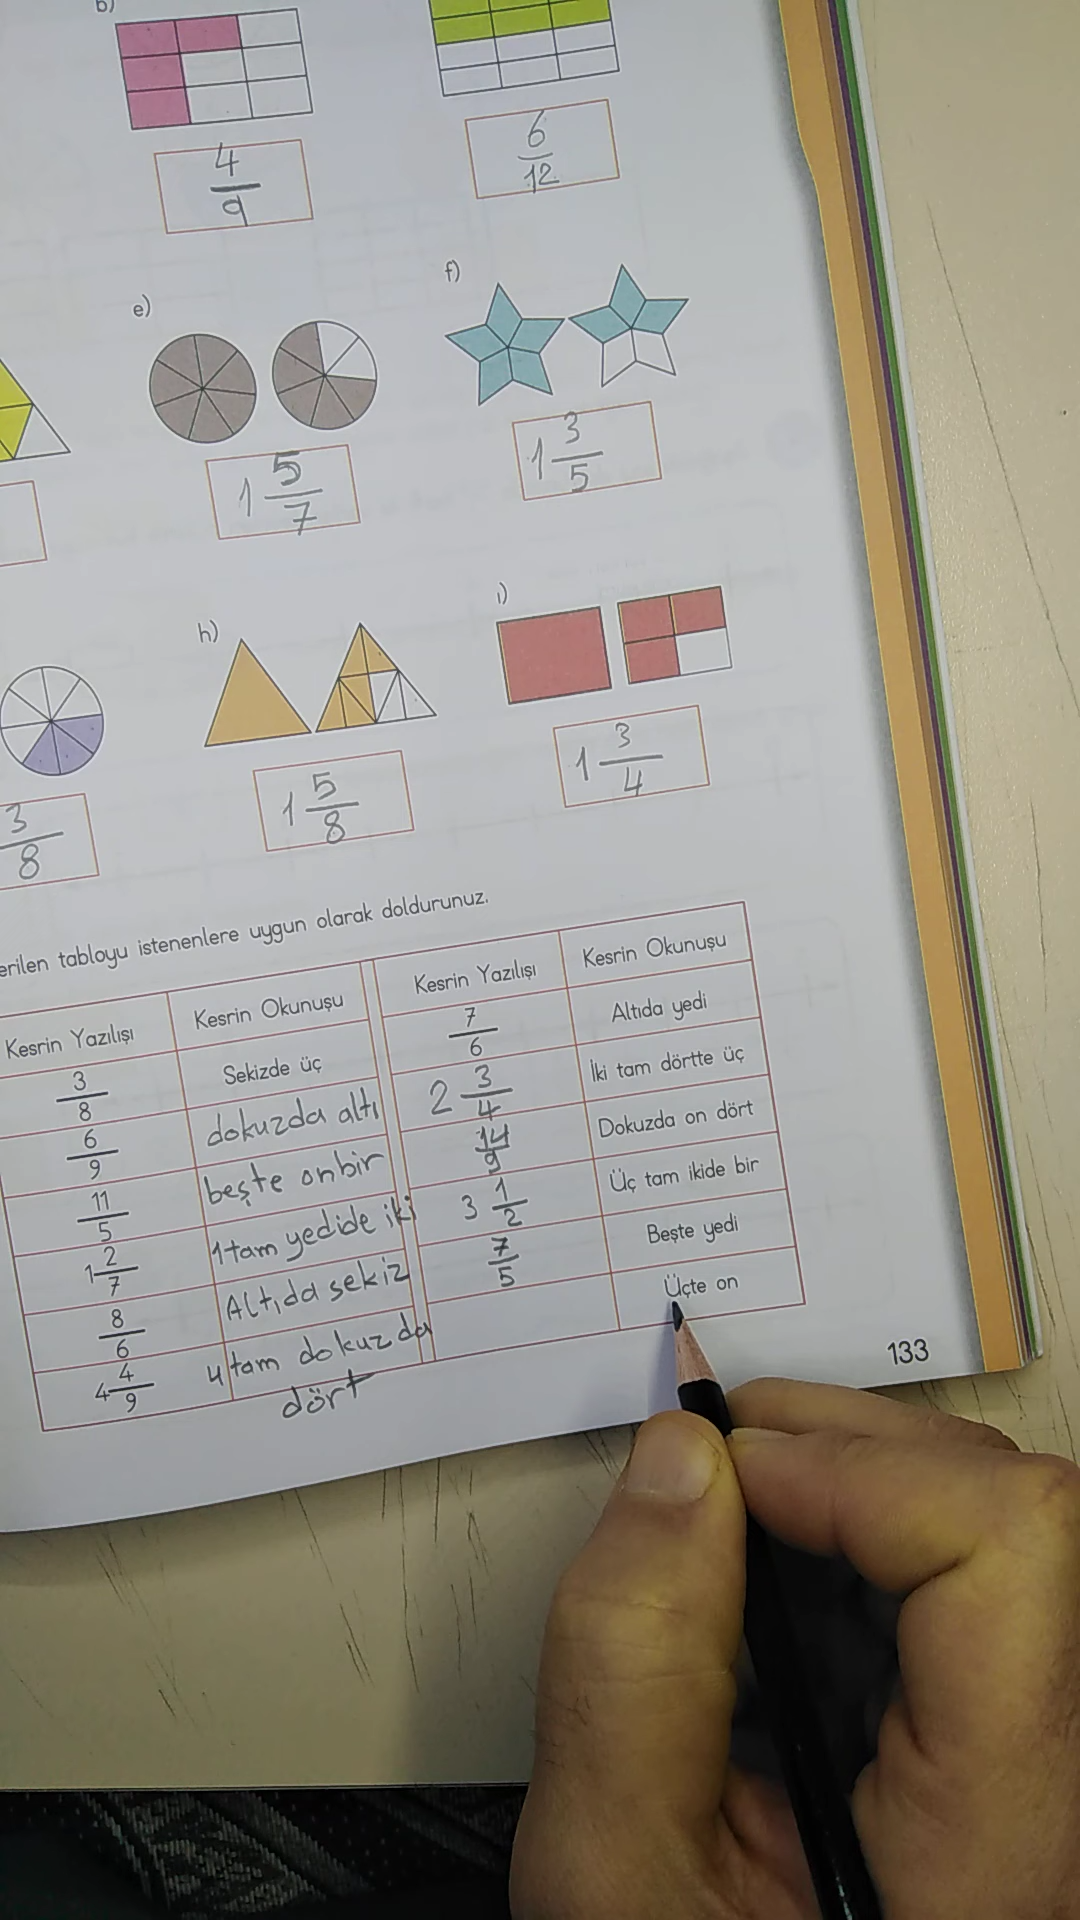 b)
4/9
6/12
e)
f)
1 5/7
1 3/5
h)
ı)
3/8
1 5/8
1 3/4
erilen tabloyu istenenlere uygun olarak doldurunuz.
Kesrin Yazılışı Kesrin Okunuşu
3/8 Sekizde üç
6/9 dokuzda altı
11/5 beşte onbir
1 2/7 1 tam yedide iki
8/6 Altıda sekiz
4 4/9 4 tam dokuzda
dört
Kesrin Yazılışı Kesrin Okunuşu
7/6 Altıda yedi
2 3/4 İki tam dörtte üç
14/9 Dokuzda on dört
3 1/2 Üç tam ikide bir
7/5 Beşte yedi
Üçte on
133